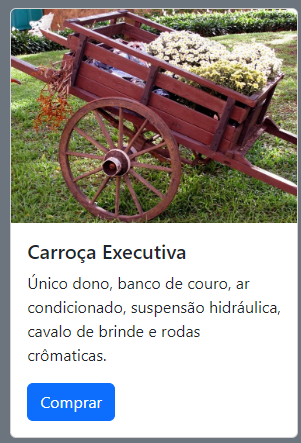 Carroça Executiva
Único dono, banco de couro, ar
condicionado, suspensão hidráulica,
cavalo de brinde e rodas
crômaticas.
Comprar